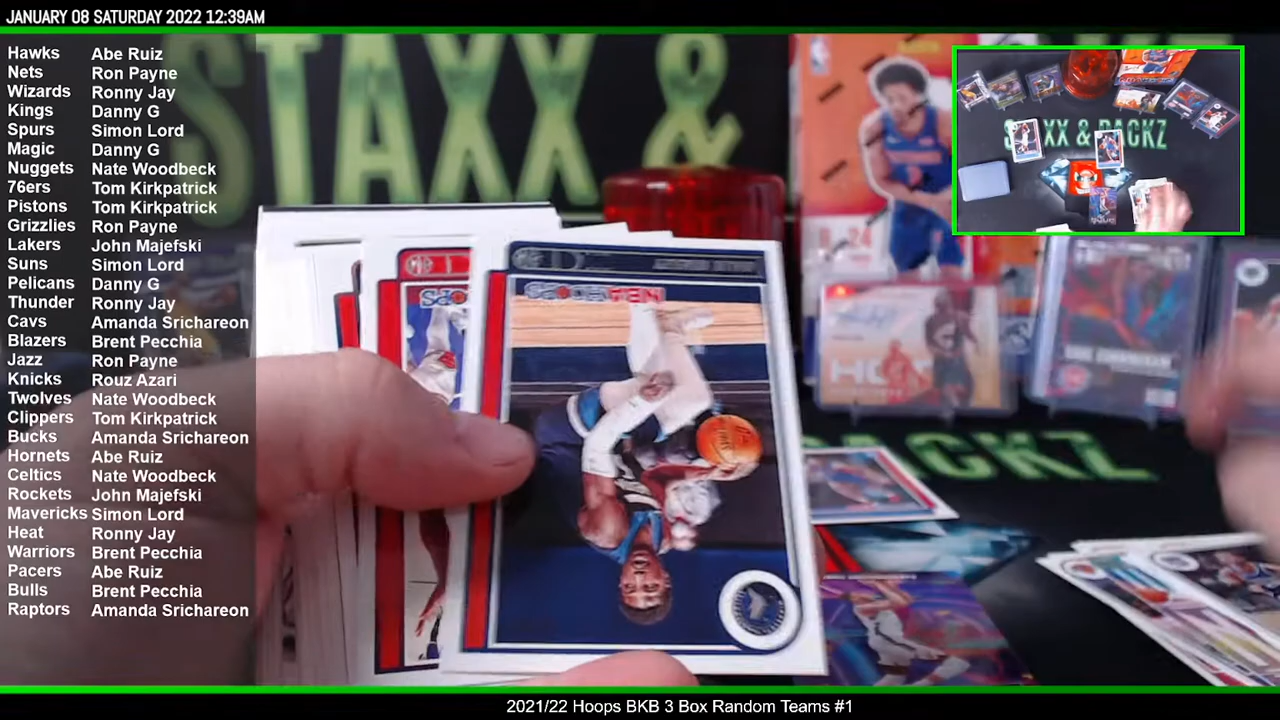 JANUARY 08 SATURDAY 2022 12:39AM
Hawks Abe Ruiz
Nets Ron Payne
Wizards Ronny Jay
Kings Danny G
Spurs Simon Lord
Magic Danny G
Nuggets Nate Woodbeck
76ers Tom Kirkpatrick
Pistons Tom Kirkpatrick
Grizzlies Ron Payne
Lakers John Majefski
Suns Simon Lord
Pelicans Danny G
Thunder Ronny Jay
Cavs Amanda Srichareon
Blazers Brent Pecchia
Jazz Ron Payne
Knicks Rouz Azari
Twolves Nate Woodbeck
Clippers Tom Kirkpatrick
Bucks Amanda Srichareon
Hornets Abe Ruiz
Celtics Nate Woodbeck
Rockets John Majefski
Mavericks Simon Lord
Heat Ronny Jay
Warriors Brent Pecchia
Pacers Abe Ruiz
Bulls Brent Pecchia
Raptors Amanda Srichareon
STAXX &
XX & PACKZ
ACKZ
2021/22 Hoops BKB 3 Box Random Teams #1